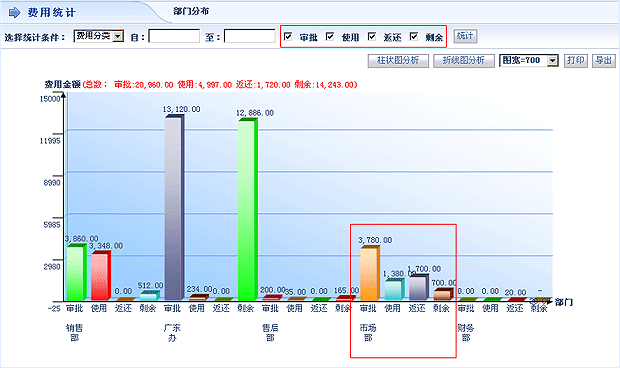 费用统计 部门分布
选择统计条件： 费用分类 自： 至： 审批 使用 返还 剩余 统计
柱状图分析 折线图分析 图宽=700 打印 导出
费用金额(总数： 审批:20,960.00 使用:4,997.00 返还:1,720.00 剩余:14,243.00)
15000
13,120.00 12,886.00
11995
8990
5985
3,860.00 3,348.00 3,780.00
2980
512.00 0.00 234.00 0.00 200.00 35.00 0.00 165.00 1,380.00 1,700.00 700.00 0.00 0.00 20.00 -
-25 部门
审批 使用 返还 剩余 审批 使用 返还 剩余 审批 使用 返还 剩余 审批 使用 返还 剩余 审批 使用 返还 剩余
销售部 广东办 售后部 市场部 财务部